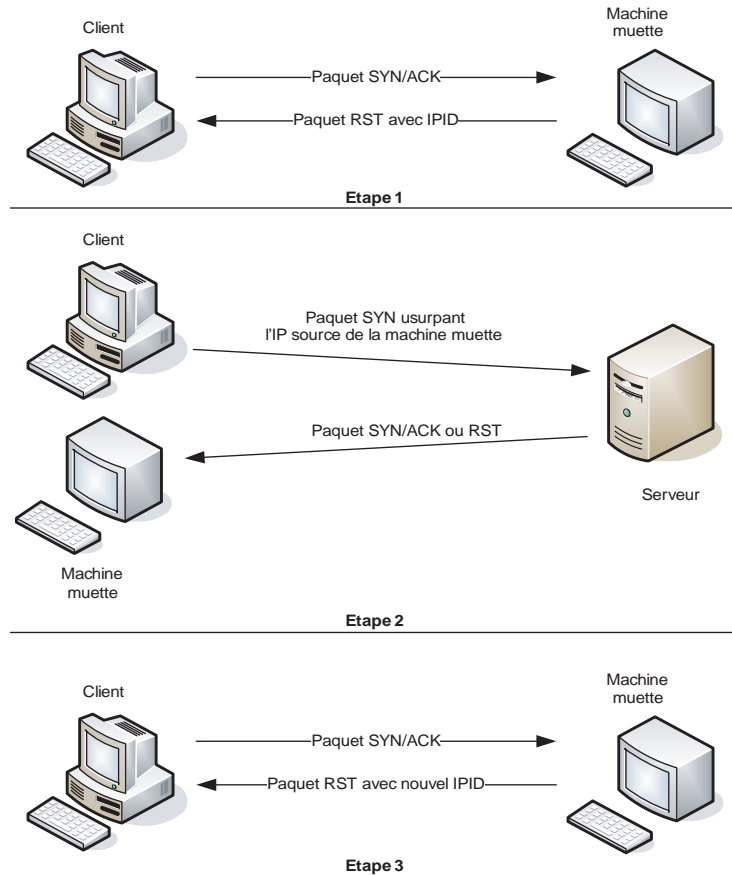 Client
Machine
muette
Paquet SYN/ACK
Paquet RST avec IPID
Etape 1
Client
Paquet SYN usurpant
l'IP source de la machine muette
Paquet SYN/ACK ou RST
Serveur
Machine
muette
Etape 2
Client
Machine
muette
Paquet SYN/ACK
Paquet RST avec nouvel IPID
Etape 3